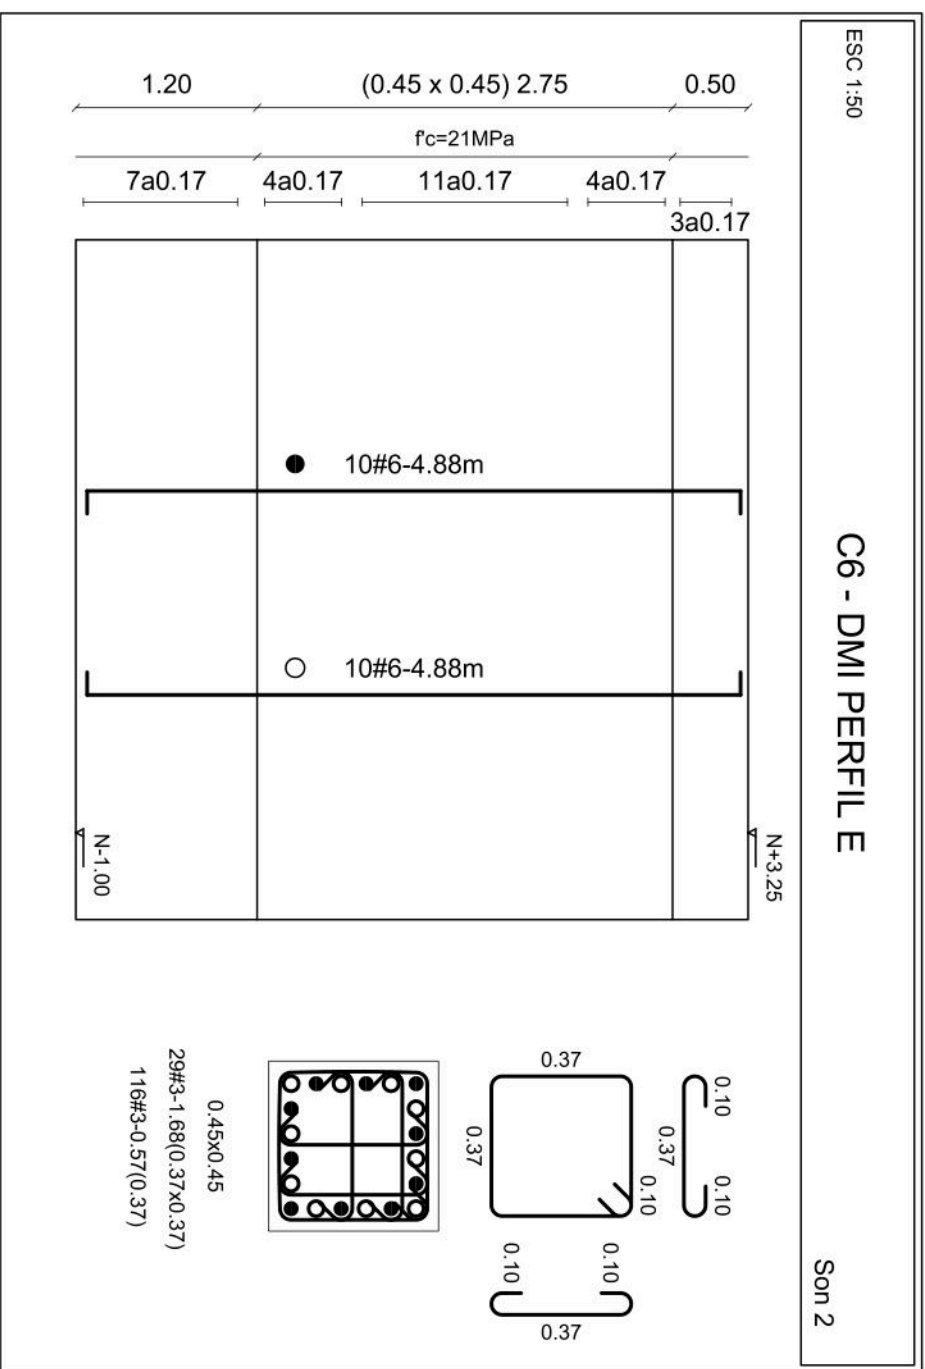 ESC 1:50
C6 - DMI PERFIL E
Son 2
1.20
(0.45 x 0.45) 2.75
0.50
f'c=21MPa
7a0.17
4a0.17
11a0.17
4a0.17
3a0.17
10#6-4.88m
10#6-4.88m
N-1.00
N+3.25
0.10
0.10
0.37
0.37
0.37
0.10
0.10
0.10
0.37
0.45x0.45
29#3-1.68(0.37x0.37)
116#3-0.57(0.37)